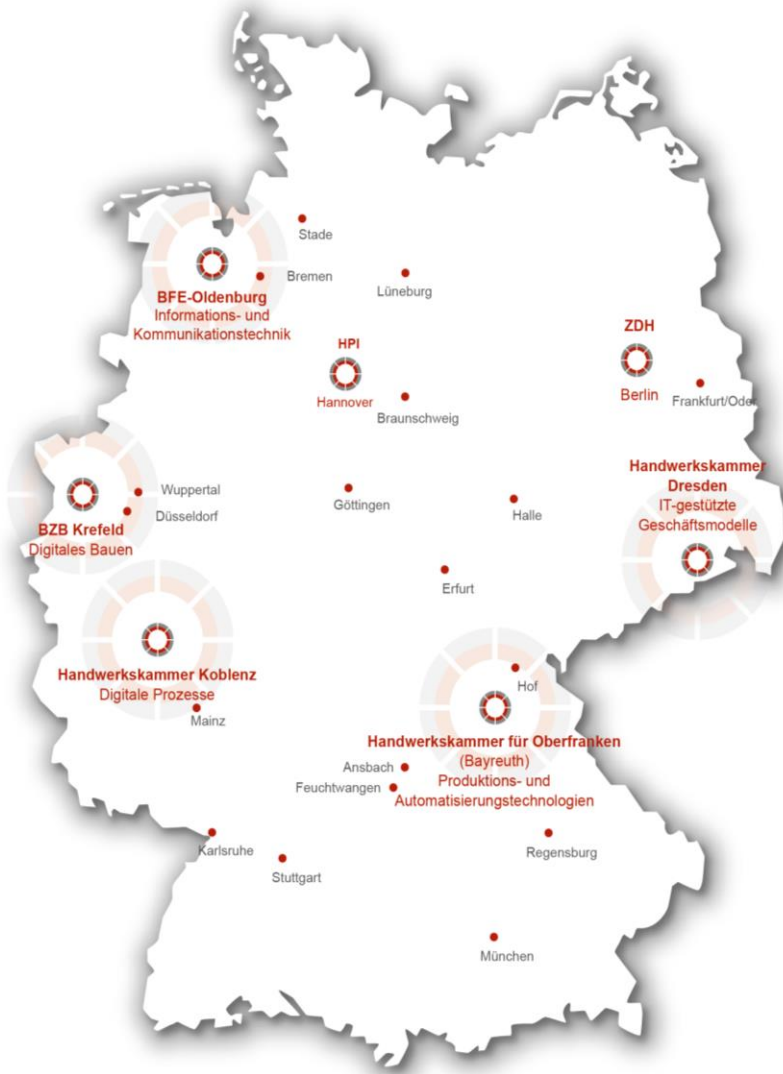 Stade
Bremen
Lüneburg
BFE-Oldenburg
Informations- und
Kommunikationstechnik
HPI
Hannover
Braunschweig
ZDH
Berlin
Frankfurt/Oder
Handwerkskammer
Dresden
IT-gestützte
Geschäftsmodelle
Wuppertal
Düsseldorf
BZB Krefeld
Digitales Bauen
Göttingen
Halle
Erfurt
Handwerkskammer Koblenz
Digitale Prozesse
Mainz
Hof
Handwerkskammer für Oberfranken
(Bayreuth)
Produktions- und
Automatisierungstechnologien
Ansbach
Feuchtwangen
Karlsruhe
Stuttgart
Regensburg
München